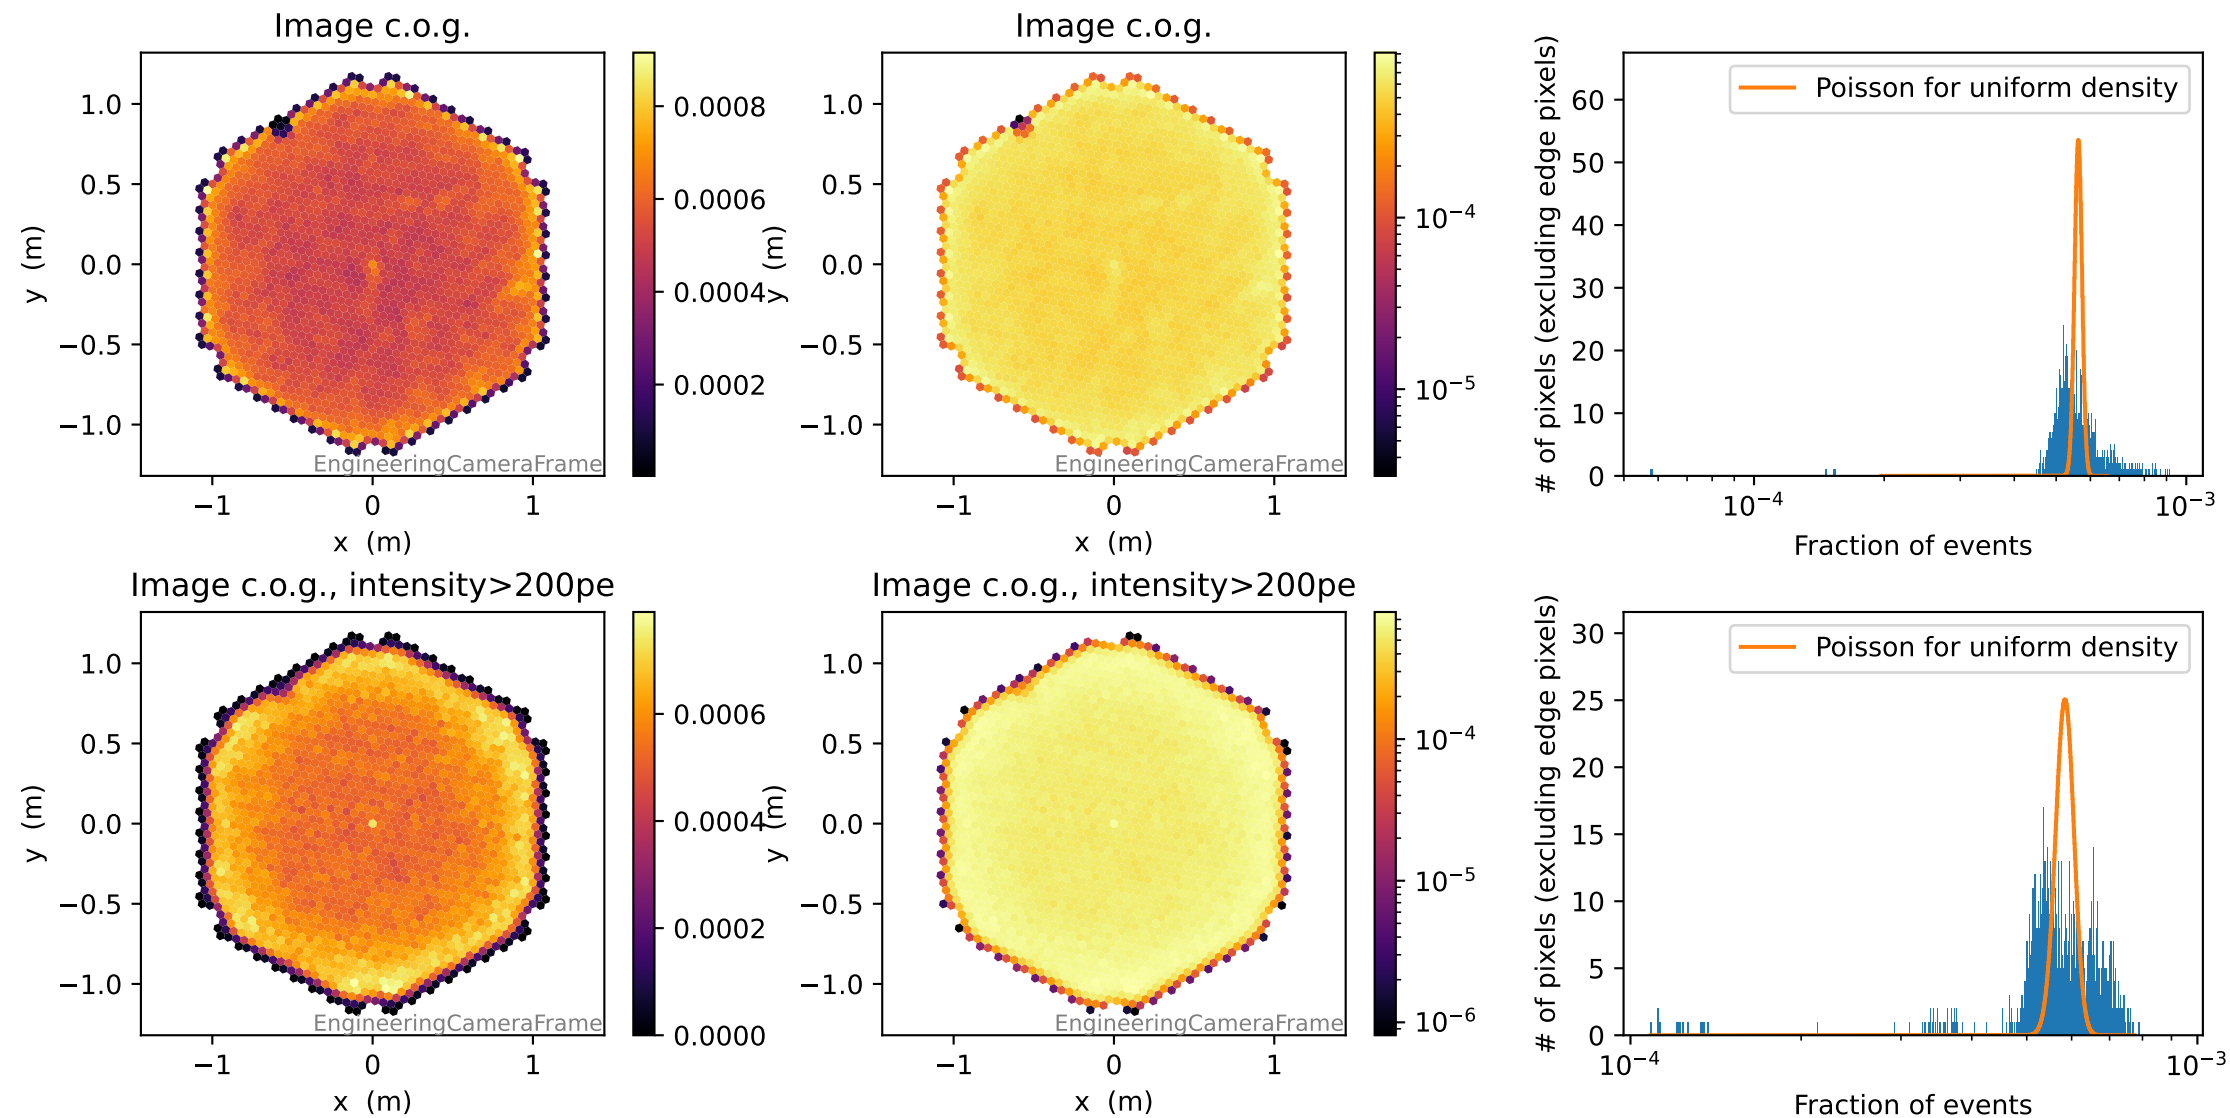 Image c.o.g.
y (m)
1.0
0.5
0.0
−0.5
−1.0
−1
0
1
x (m)
EngineeringCameraFrame
0.0008
0.0006
0.0004
0.0002
Image c.o.g.
y (m)
1.0
0.5
0.0
−0.5
−1.0
−1
0
1
x (m)
EngineeringCameraFrame
10⁻⁴
10⁻⁵
# of pixels (excluding edge pixels)
60
50
40
30
20
10
0
10⁻⁴
10⁻³
Fraction of events
Poisson for uniform density
Image c.o.g., intensity>200pe
y (m)
1.0
0.5
0.0
−0.5
−1.0
−1
0
1
x (m)
EngineeringCameraFrame
0.0006
0.0004
0.0002
0.0000
Image c.o.g., intensity>200pe
y (m)
1.0
0.5
0.0
−0.5
−1.0
−1
0
1
x (m)
EngineeringCameraFrame
10⁻⁴
10⁻⁵
10⁻⁶
# of pixels (excluding edge pixels)
30
25
20
15
10
5
0
10⁻⁴
10⁻³
Fraction of events
Poisson for uniform density